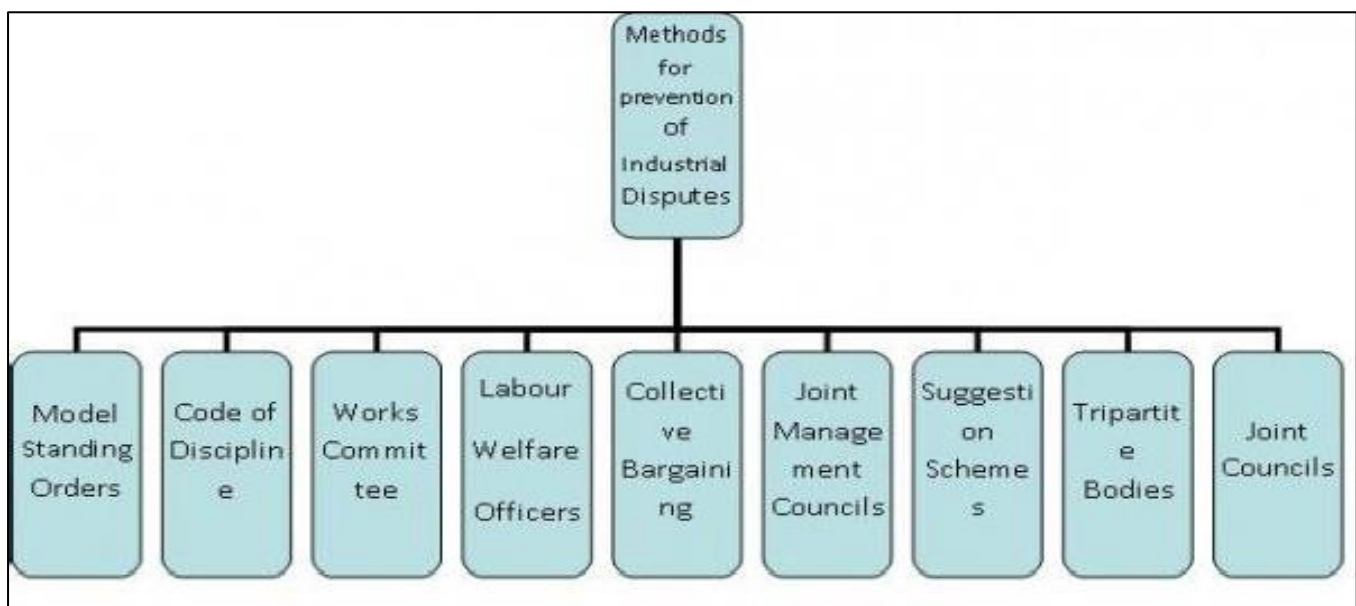 Methods
for
prevention
of
Industrial
Disputes
Model
Standing
Orders
Code of
Disciplin
e
Works
Commit
tee
Labour
Welfare
Officers
Collecti
ve
Bargaini
ng
Joint
Manage
ment
Councils
Suggesti
on
Scheme
s
Tripartit
e
Bodies
Joint
Councils